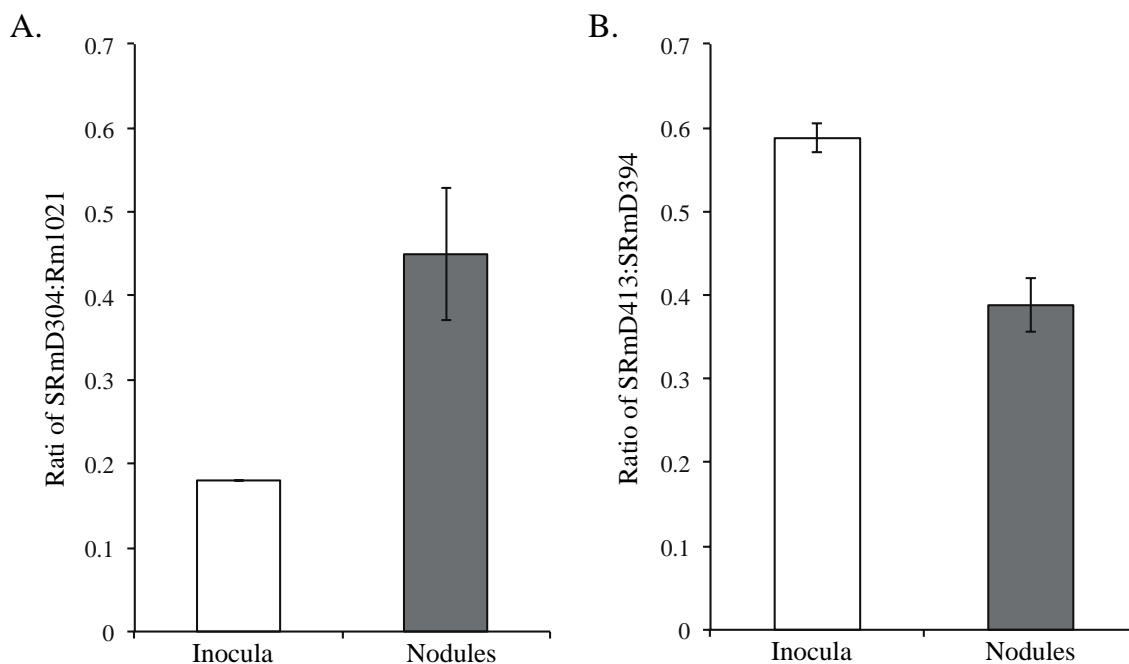 A.
0.7
0.6
0.5
0.4
0.3
0.2
0.1
0
Rati of SRmD304:Rm1021
Inocula Nodules
B.
0.7
0.6
0.5
0.4
0.3
0.2
0.1
0
Ratio of SRmD413:SRmD394
Inocula Nodules